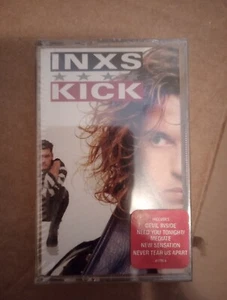 INXS
KICK
INCLUDES
DEVIL INSIDE
NEED YOU TONIGHT/
MEDIATE
NEW SENSATION
NEVER TEAR US APART